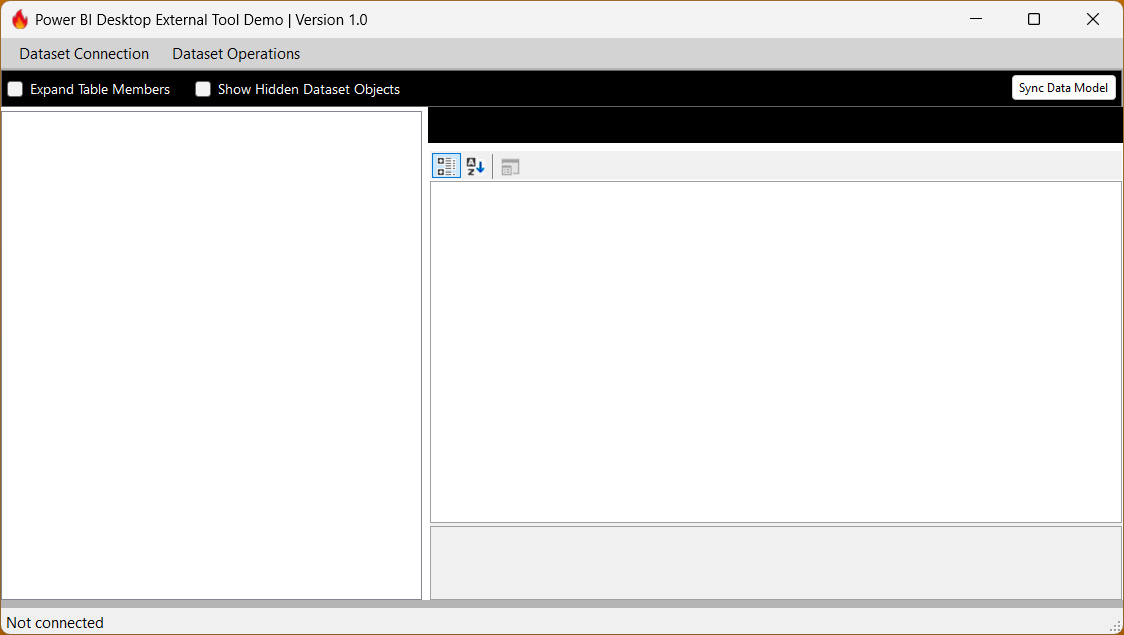 Power BI Desktop External Tool Demo | Version 1.0
Dataset Connection Dataset Operations
Expand Table Members Show Hidden Dataset Objects Sync Data Model
A
Z
Not connected